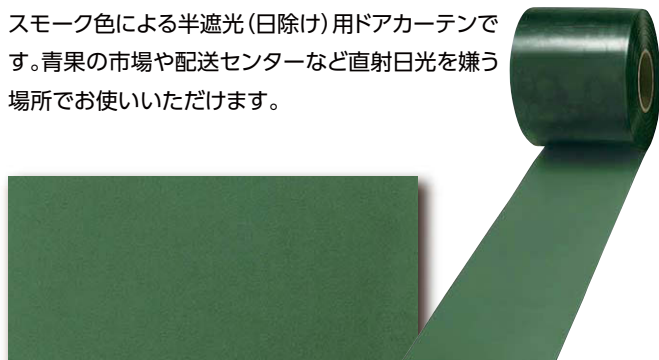 スモーク色による半遮光(日除け)用ドアカーテンで
す。青果の市場や配送センターなど直射日光を嫌う
場所でお使いいただけます。